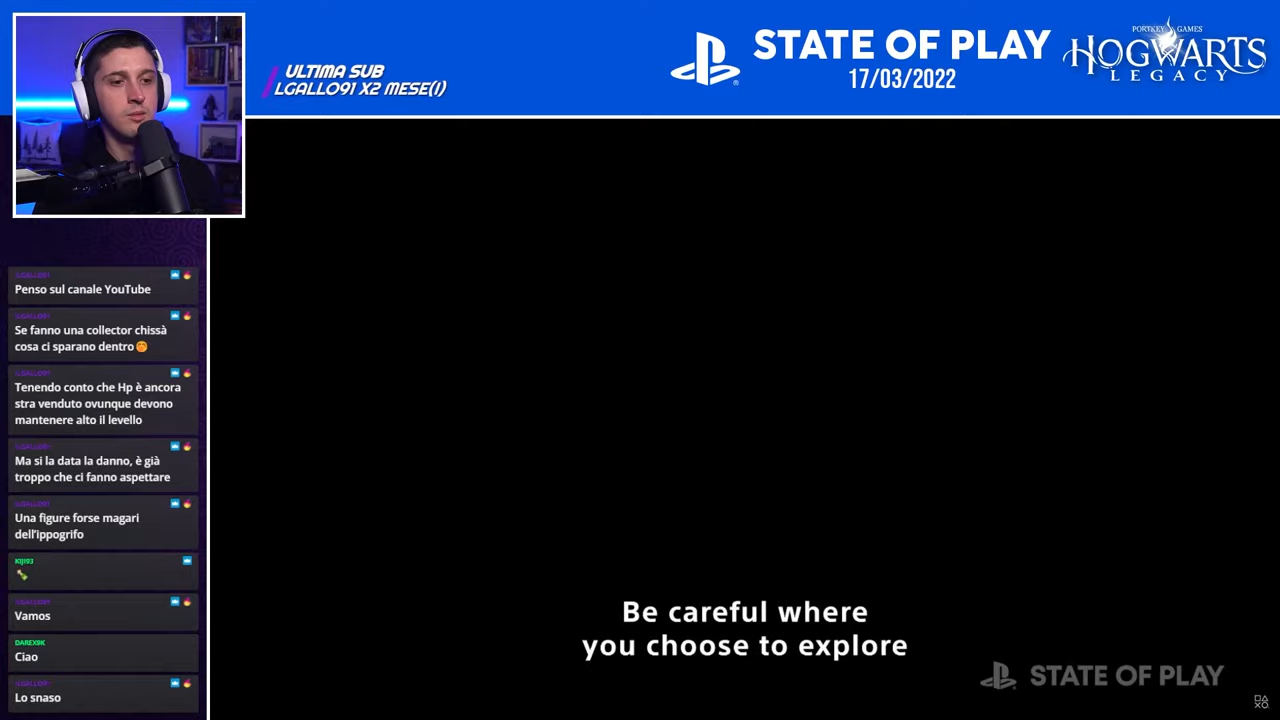 STATE OF PLAY
17/03/2022
PORTKEY GAMES
HOGWARTS
LEGACY
ULTIMA SUB
LGALLO91 X2 MESE(I)
Penso sul canale YouTube
Se fanno una collector chissà
cosa ci sparano dentro
Tenendo conto che Hp è ancora
stra venduto ovunque devono
mantenere alto il levello
Ma si la data la danno, è già
troppo che ci fanno aspettare
Una figure forse magari
dell'ippogrifo
KIJI93
Vamos
DAREX9K
Ciao
Lo snaso
Be careful where
you choose to explore
STATE OF PLAY